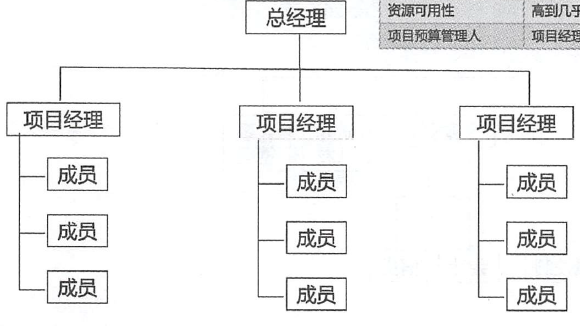 总经理
资源可用性 高到几乎
项目预算管理人 项目经理
项目经理 项目经理 项目经理
成员 成员 成员
成员 成员 成员
成员 成员 成员